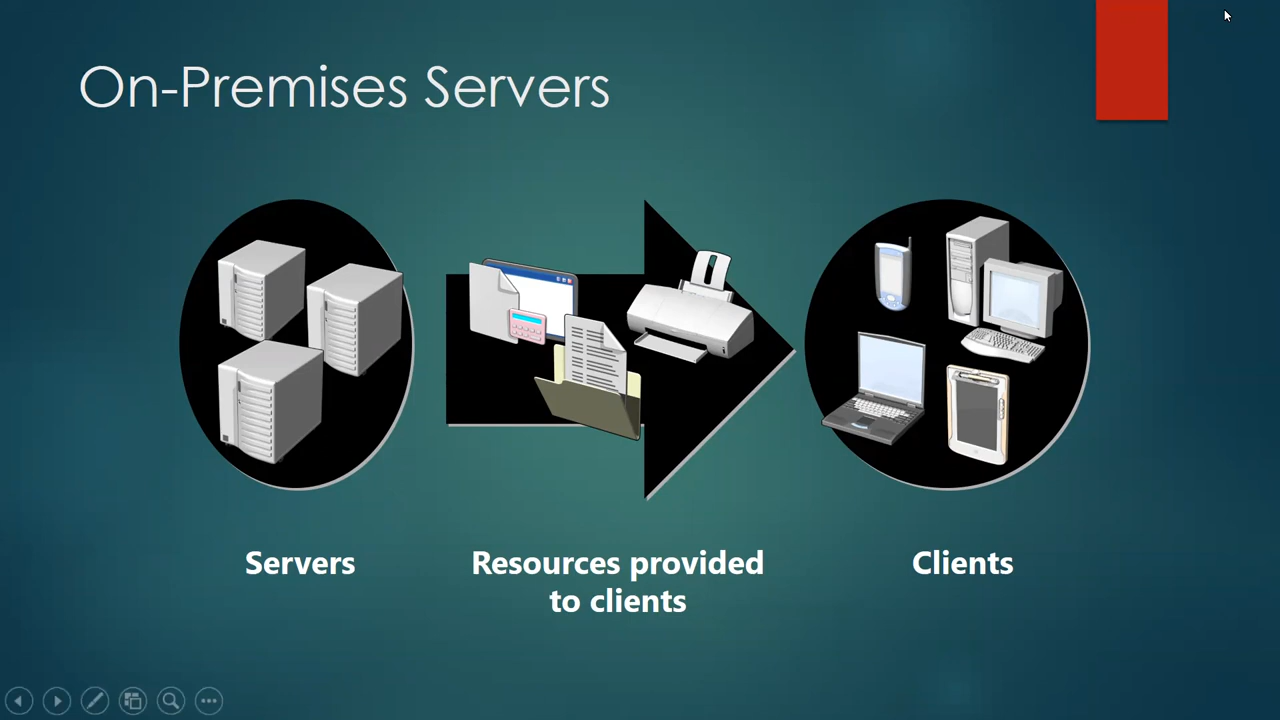 On-Premises Servers
Servers
Resources provided
to clients
Clients